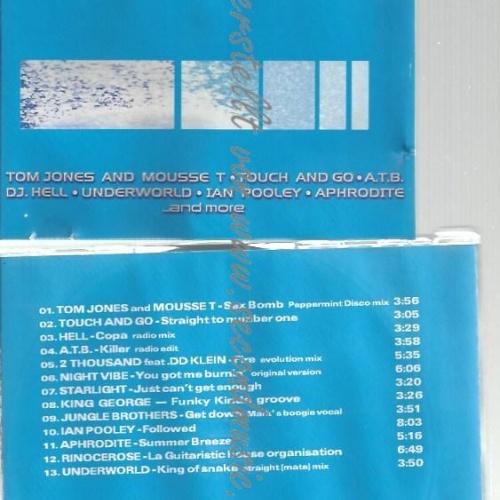 TOM JONES AND MOUSSE T • TOUCH AND GO • A.T.B.
DJ. HELL • UNDERWORLD • IAN POOLEY • APHRODITE
...and more
01. TOM JONES and MOUSSE T - Sex Bomb Peppermint Disco mix 3:56
02. TOUCH AND GO - Straight to number one 3:05
03. HELL - Copa radio mix 3:29
04. A.T.B. - Killer radio edit 3:58
05. 2 THOUSAND feat .DD KLEIN - Fire evolution mix 5:35
06. NIGHT VIBE - You got me burnin' original version 6:06
07. STARLIGHT - Just can't get enough 3:20
08. KING GEORGE — Funky Kinda groove 3:26
09. JUNGLE BROTHERS - Get down Mark's boogie vocal 3:51
10. IAN POOLEY - Followed 8:03
11. APHRODITE - Summer Breeze 5:16
12. RINOCEROSE - La Guitaristic house organisation 6:49
13. UNDERWORLD - King of snake straight (mata) mix 3:50